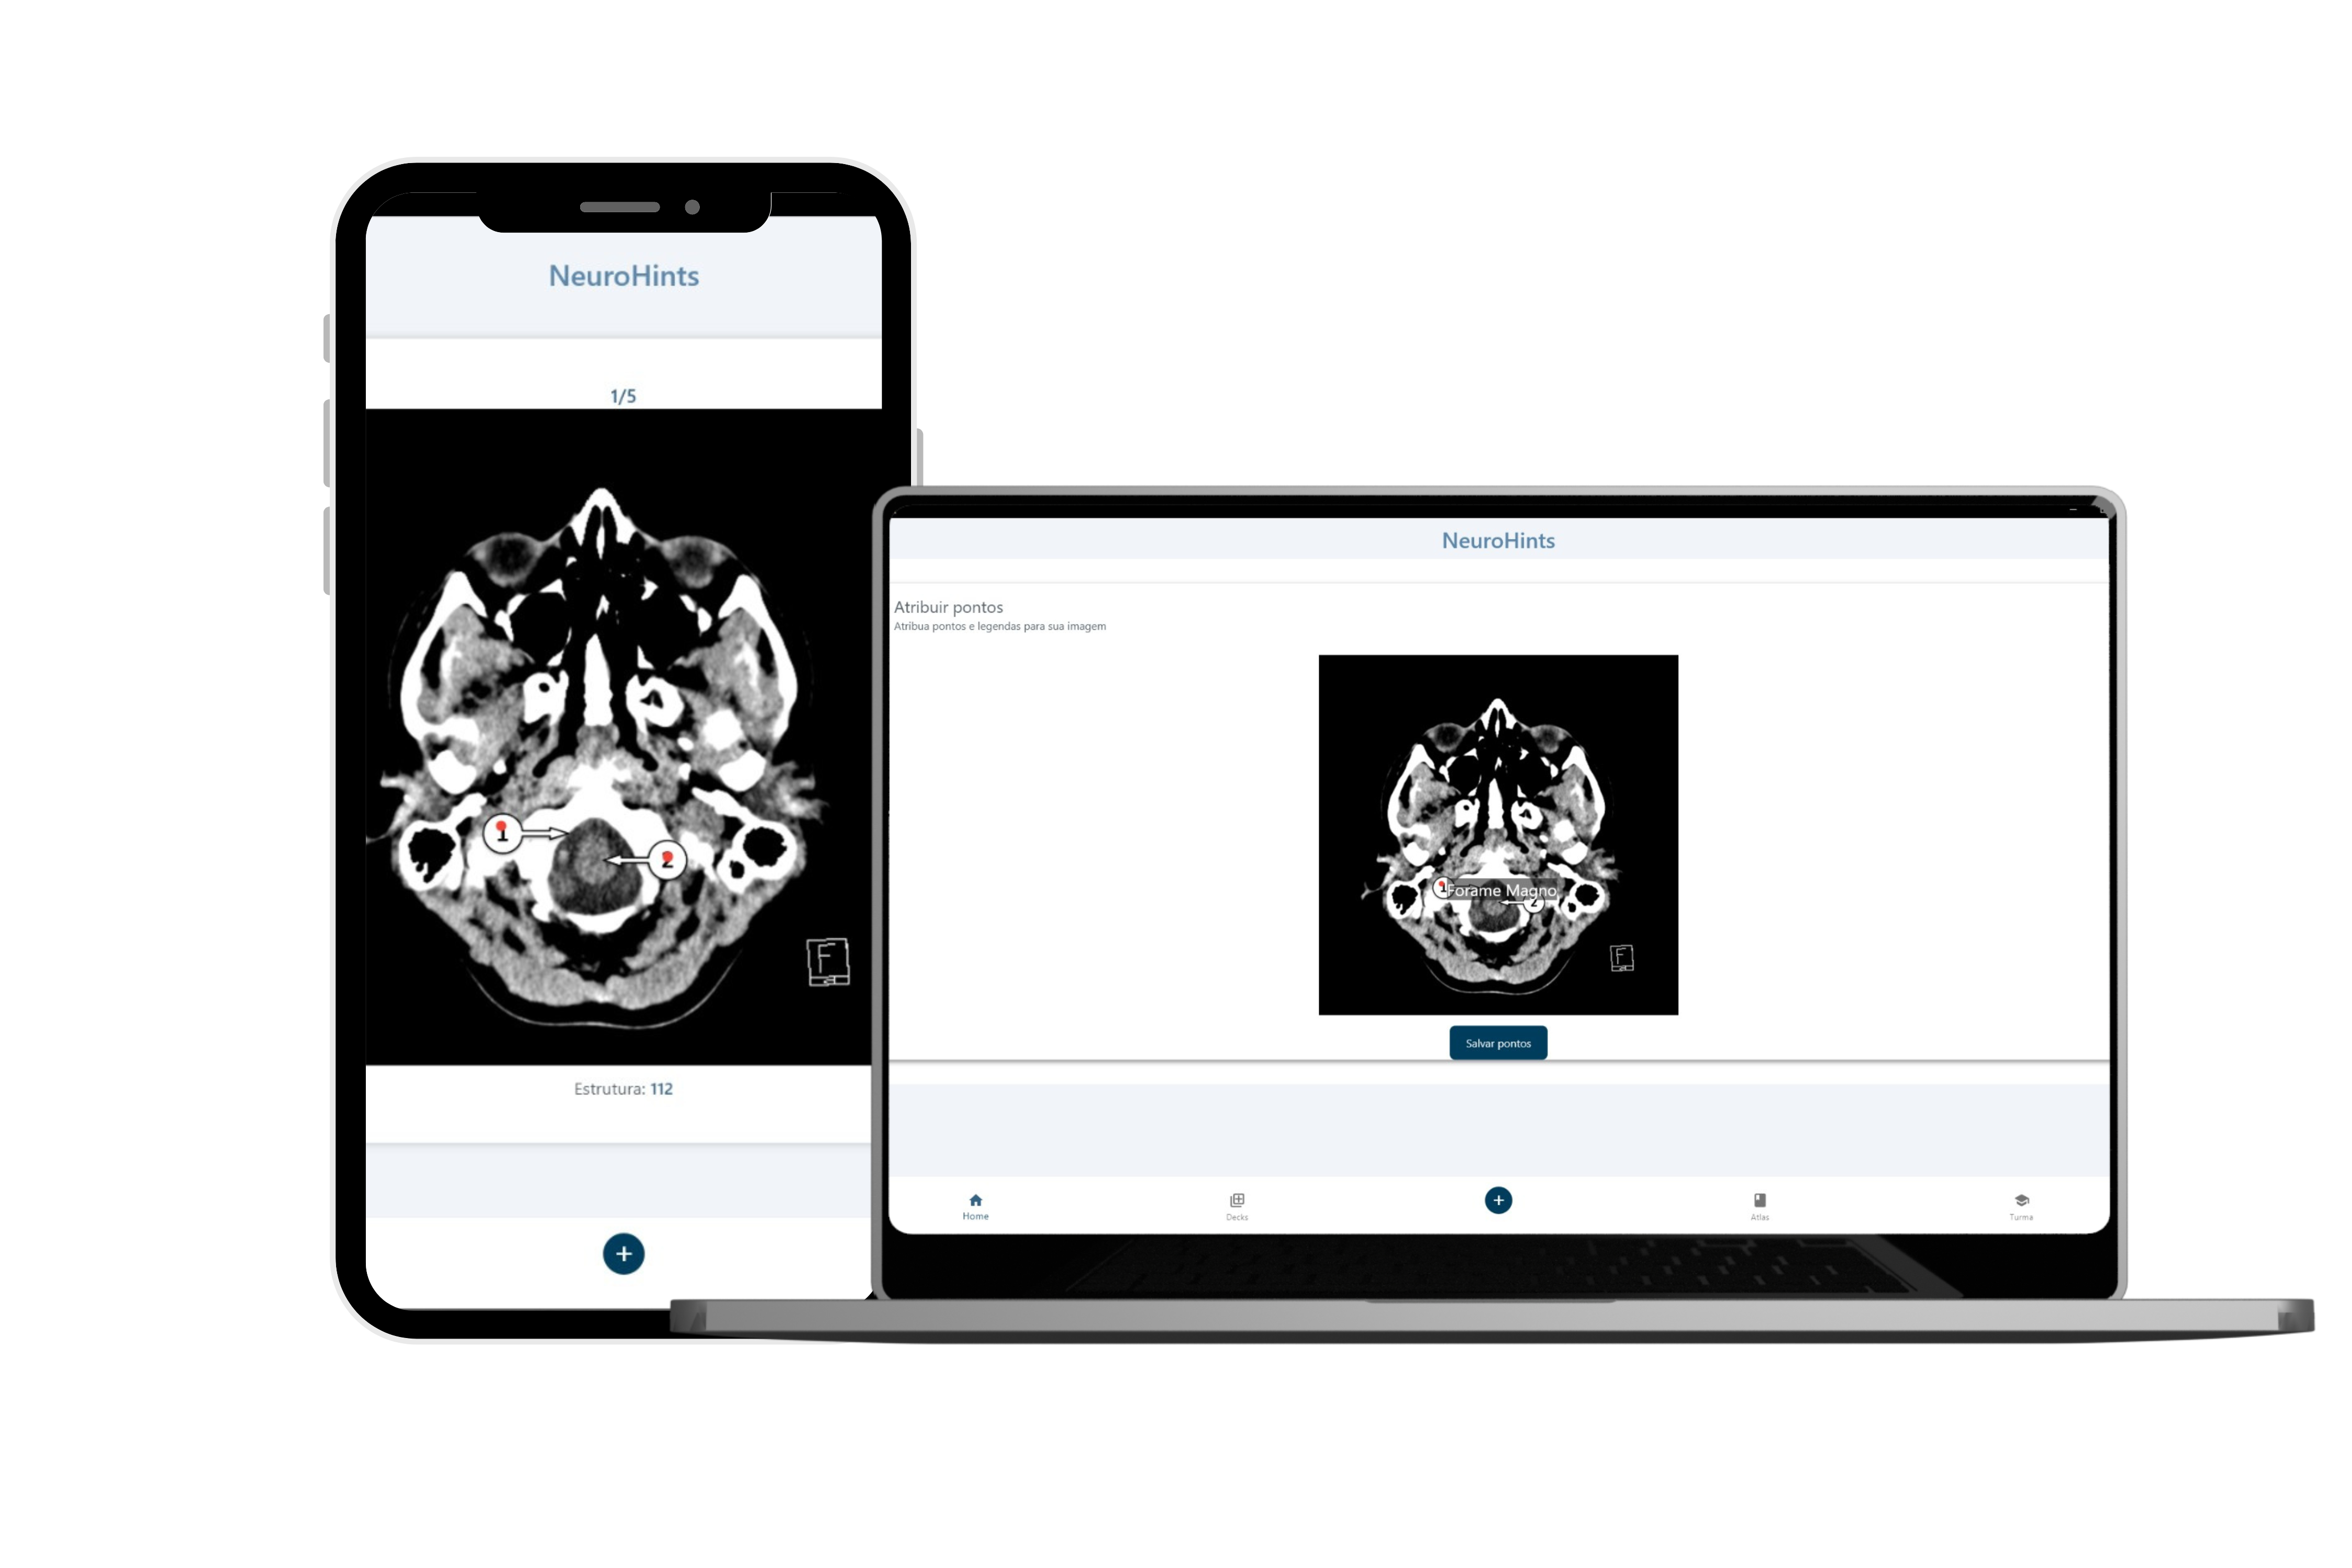 NeuroHints
1/5
1
2
F
Estrutura: 112
+
NeuroHints
Atribuir pontos
Atribua pontos e legendas para sua imagem
1
Forame Magno
2
F
Salvar pontos
Home
Decks
+
Atlas
Turma